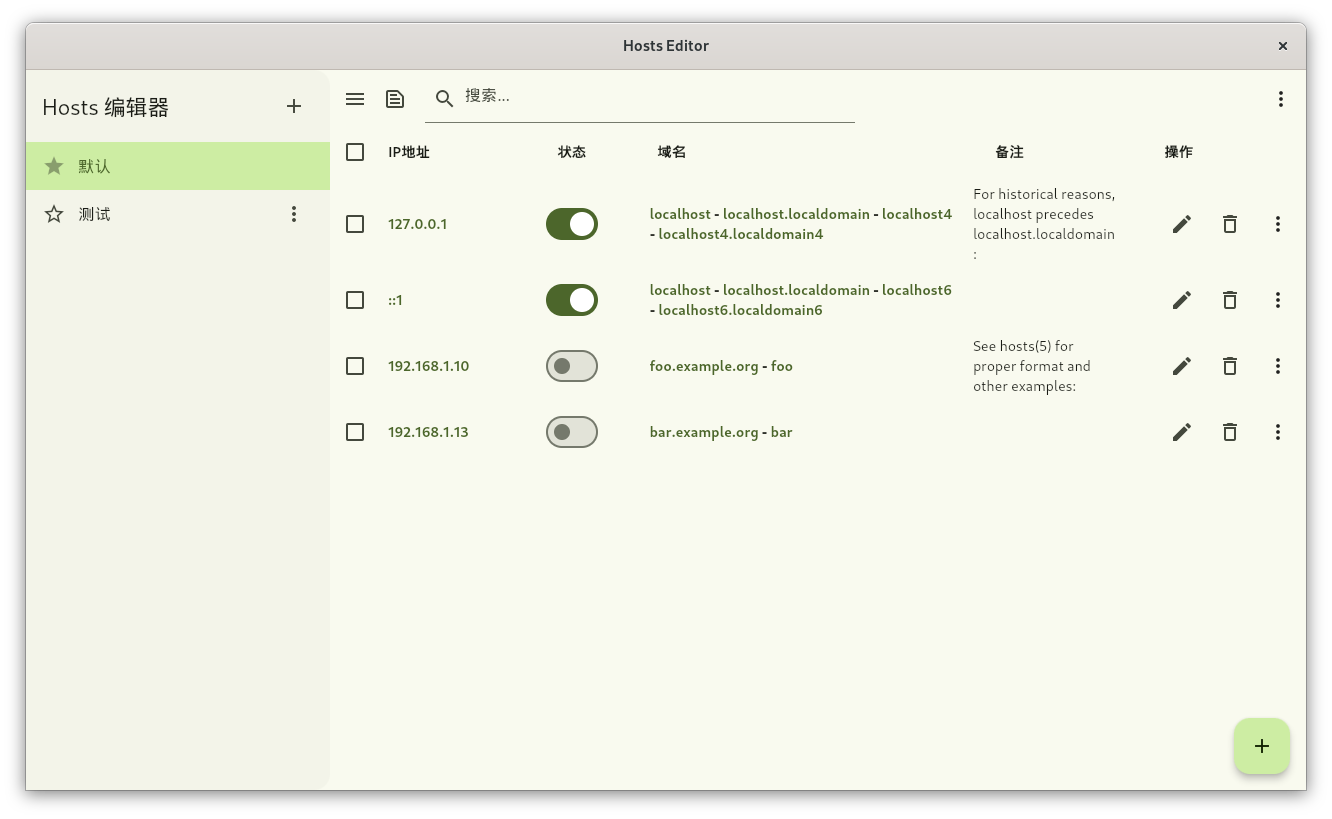 Hosts Editor
Hosts 编辑器
搜索...
默认
测试
IP地址 状态 域名 备注 操作
127.0.0.1
localhost - localhost.localdomain - localhost4
- localhost4.localdomain4
For historical reasons,
localhost precedes
localhost.localdomain
:
::1
localhost - localhost.localdomain - localhost6
- localhost6.localdomain6
192.168.1.10
foo.example.org - foo
See hosts(5) for
proper format and
other examples:
192.168.1.13
bar.example.org - bar